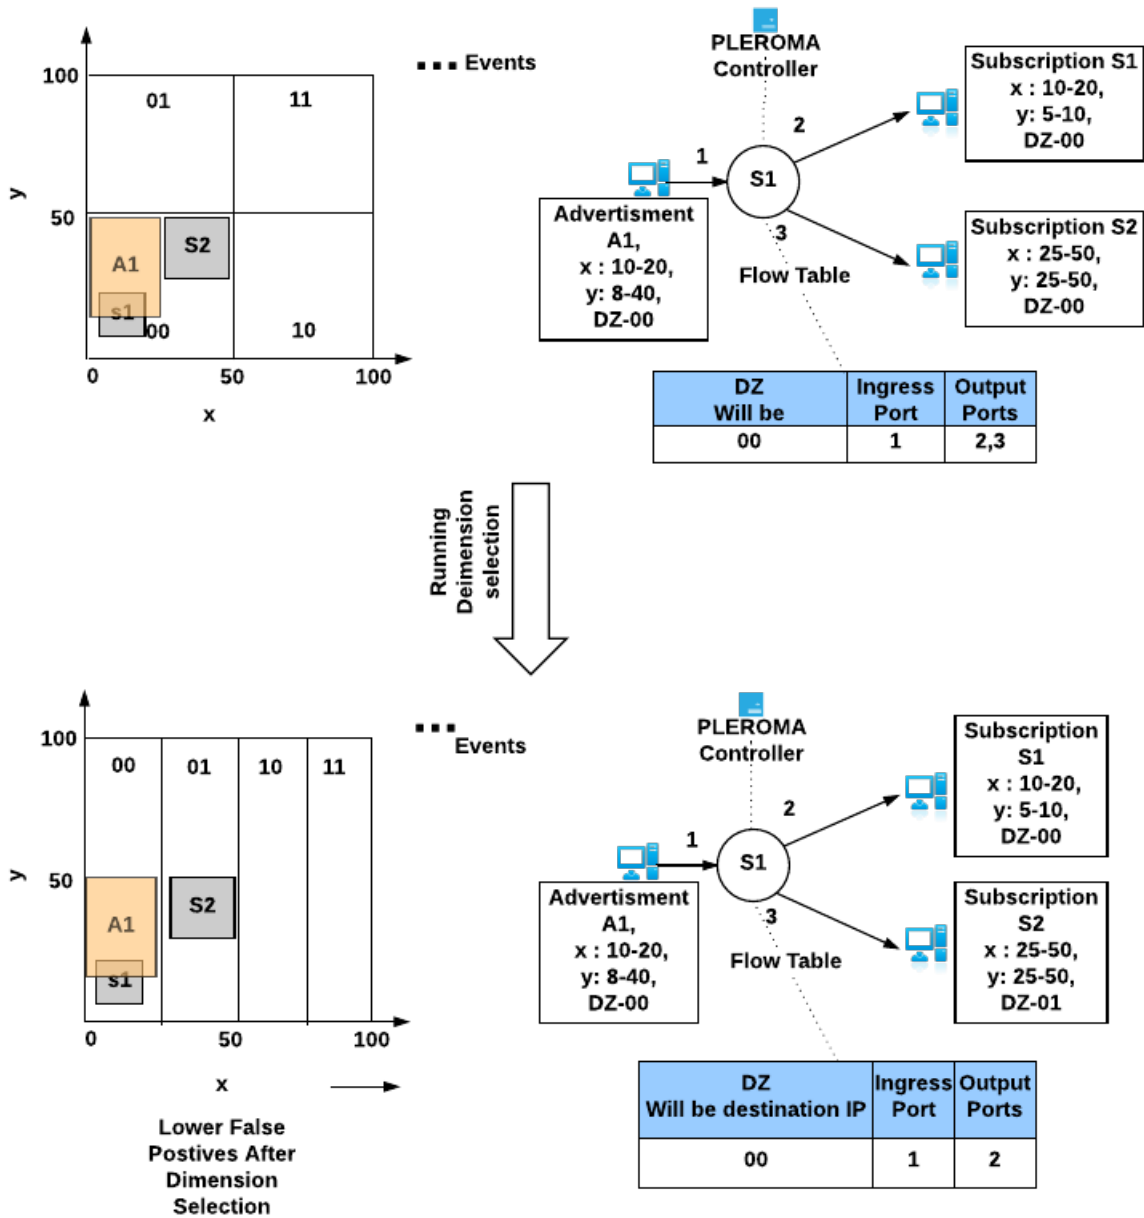 100
01
11
y
50
A1
S2
s1
00
10
0
50
100
x
Events
PLEROMA
Controller
1
2
3
S1
Advertisment
A1,
x : 10-20,
y: 8-40,
DZ-00
Subscription S1
x : 10-20,
y: 5-10,
DZ-00
Subscription S2
x : 25-50,
y: 25-50,
DZ-00
Flow Table
DZ
Will be
Ingress
Port
Output
Ports
00
1
2,3
Running
Deimension
selection
100
00
01
10
11
y
50
A1
S2
s1
0
50
100
x
Lower False
Postives After
Dimension
Selection
Events
PLEROMA
Controller
1
2
3
S1
Advertisment
A1,
x : 10-20,
y: 8-40,
DZ-00
Subscription
S1
x : 10-20,
y: 5-10,
DZ-00
Subscription
S2
x : 25-50,
y: 25-50,
DZ-01
Flow Table
DZ
Will be destination IP
Ingress
Port
Output
Ports
00
1
2